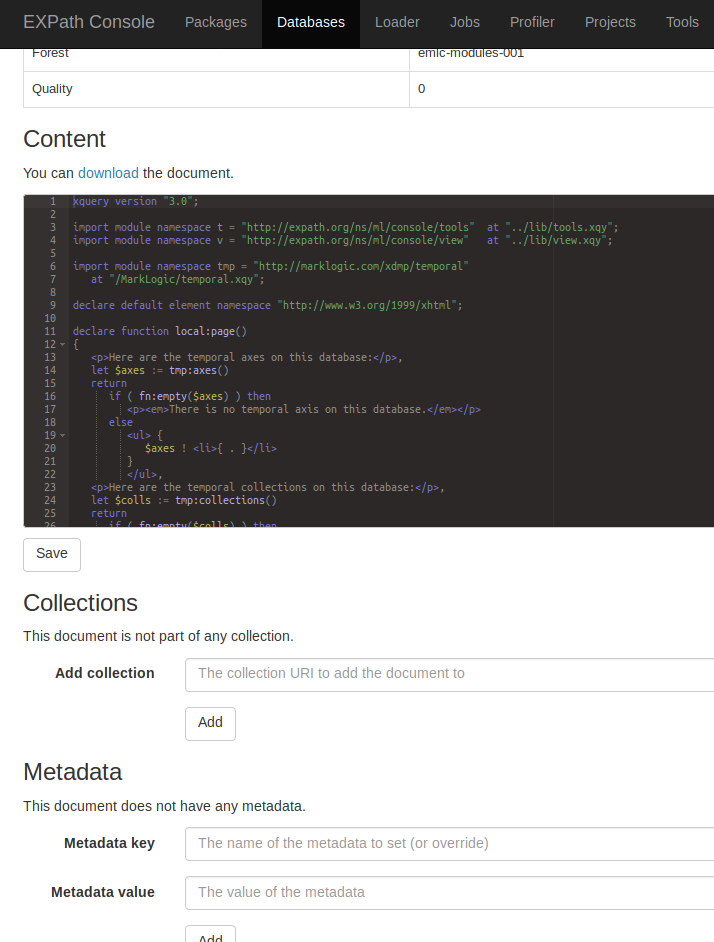 EXPath Console Packages Databases Loader Jobs Profiler Projects Tools
Forest emlc-modules-001
Quality 0
Content
You can download the document.
1 xquery version "3.0";
2
3 import module namespace t = "http://expath.org/ns/ml/console/tools" at "../lib/tools.xqy";
4 import module namespace v = "http://expath.org/ns/ml/console/view" at "../lib/view.xqy";
5
6 import module namespace tmp = "http://marklogic.com/xdmp/temporal"
7 at "/MarkLogic/temporal.xqy";
8
9 declare default element namespace "http://www.w3.org/1999/xhtml";
10
11 declare function local:page()
12 {
13 <p>Here are the temporal axes on this database:</p>,
14 let $axes := tmp:axes()
15 return
16 if ( fn:empty($axes) ) then
17 <p><em>There is no temporal axis on this database.</em></p>
18 else
19 <ul> {
20 $axes ! <li>{ . }</li>
21 }
22 </ul>,
23 <p>Here are the temporal collections on this database:</p>,
24 let $colls := tmp:collections()
25 return
26 if ( fn:empty($colls) ) then
Save
Collections
This document is not part of any collection.
Add collection The collection URI to add the document to
Add
Metadata
This document does not have any metadata.
Metadata key The name of the metadata to set (or override)
Metadata value The value of the metadata
Add